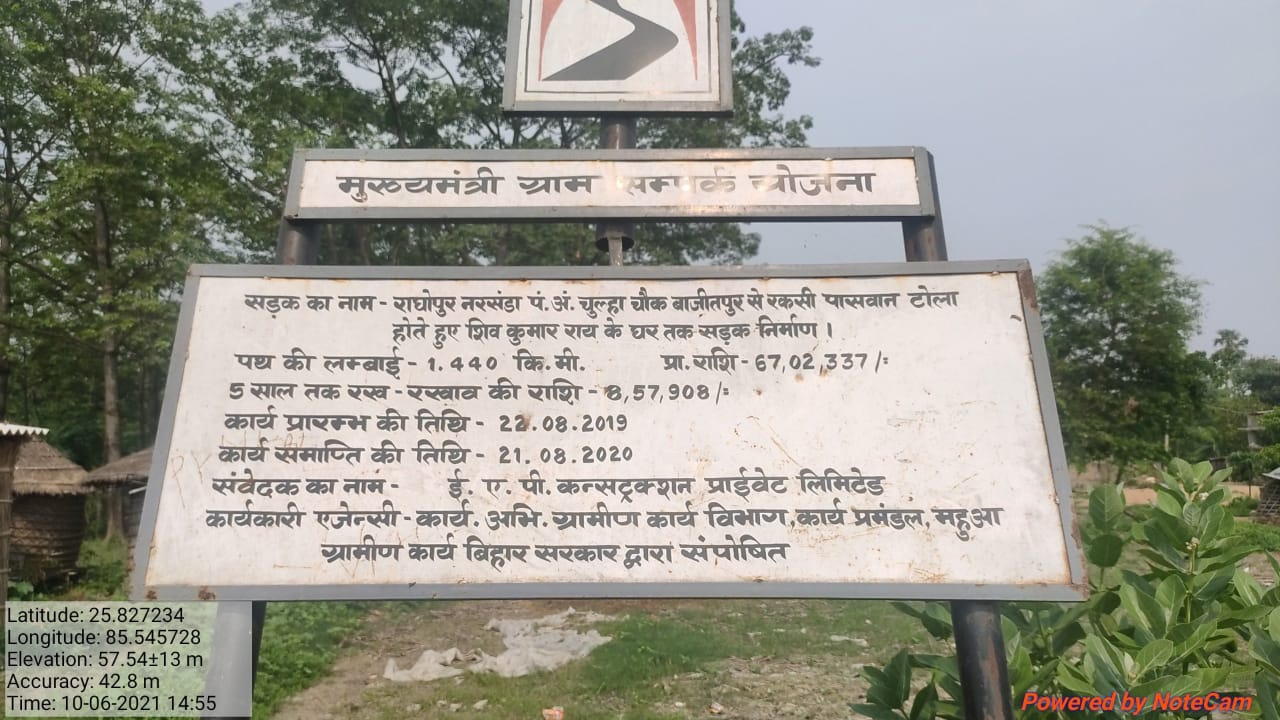 मुख्यमंत्री ग्राम सम्पर्क योजना
सड़क का नाम - राघोपुर नरसंडा पं. अं. चुल्हा चौक बाजीतपुर से रकसी पासवान टोला
होते हुए शिव कुमार राय के घर तक सड़क निर्माण ।
पथ की लम्बाई - 1.440 कि.मी. प्रा. राशि - 67,02,337/=
5 साल तक रख - रखाव की राशि - 8,57,908/=
कार्य प्रारम्भ की तिथि - 22.08.2019
कार्य समाप्ति की तिथि - 21.08.2020
संवेदक का नाम - ई. ए. पी. कन्सट्रक्शन प्राईवेट लिमिटेड
कार्यकारी एजेन्सी - कार्य. अभि. ग्रामीण कार्य विभाग, कार्य प्रमंडल, महुआ
ग्रामीण कार्य बिहार सरकार द्वारा संपोषित
Latitude: 25.827234
Longitude: 85.545728
Elevation: 57.54±13 m
Accuracy: 42.8 m
Time: 10-06-2021 14:55
Powered by NoteCam